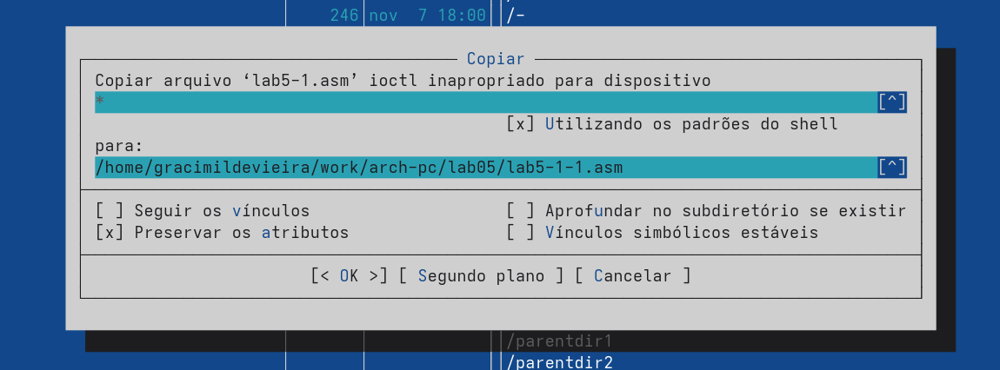 246 nov  7 18:00 /-
Copiar
Copiar arquivo ‘lab5-1.asm’ ioctl inapropriado para dispositivo
* [^]
[x] Utilizando os padrões do shell
para:
/home/gracimildevieira/work/arch-pc/lab05/lab5-1-1.asm [^]
[ ] Seguir os vínculos [ ] Aprofundar no subdiretório se existir
[x] Preservar os atributos [ ] Vínculos simbólicos estáveis
[< OK >] [ Segundo plano ] [ Cancelar ]
/parentdir1
/parentdir2